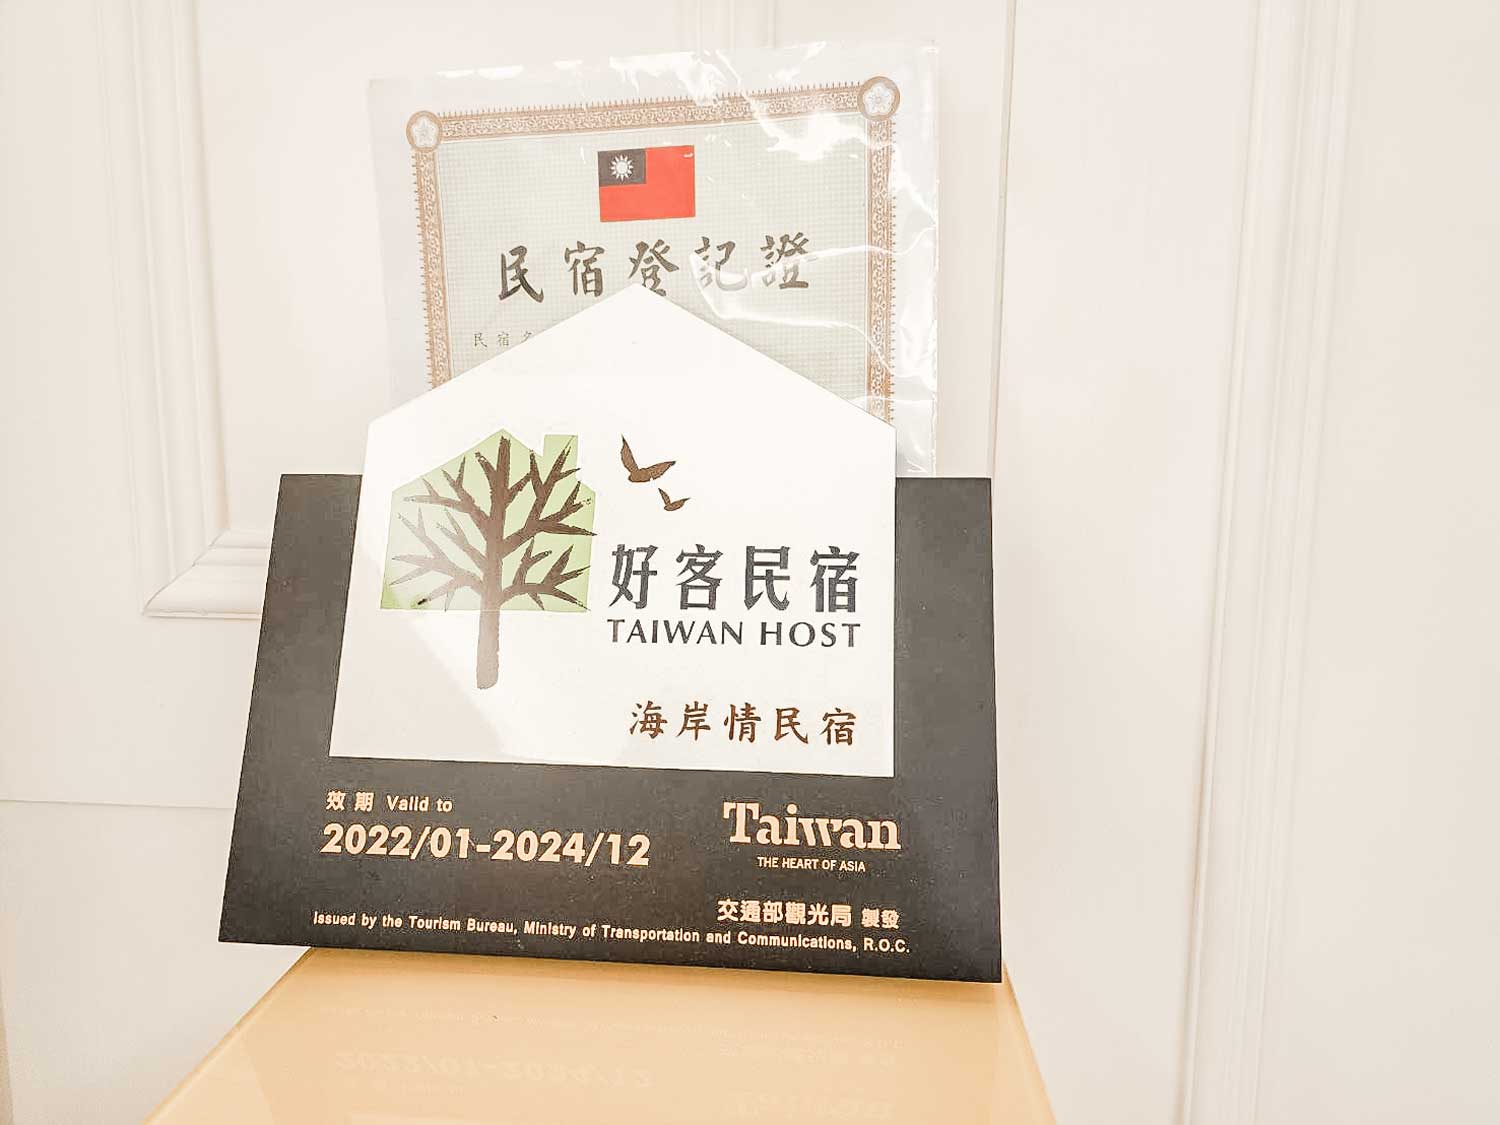 民宿登記證
民宿名
好客民宿
TAIWAN HOST
海岸情民宿
效期 Valid to
2022/01-2024/12
Taiwan
THE HEART OF ASIA
交通部觀光局 製發
Issued by the Tourism Bureau, Ministry of Transportation and Communications, R.O.C.